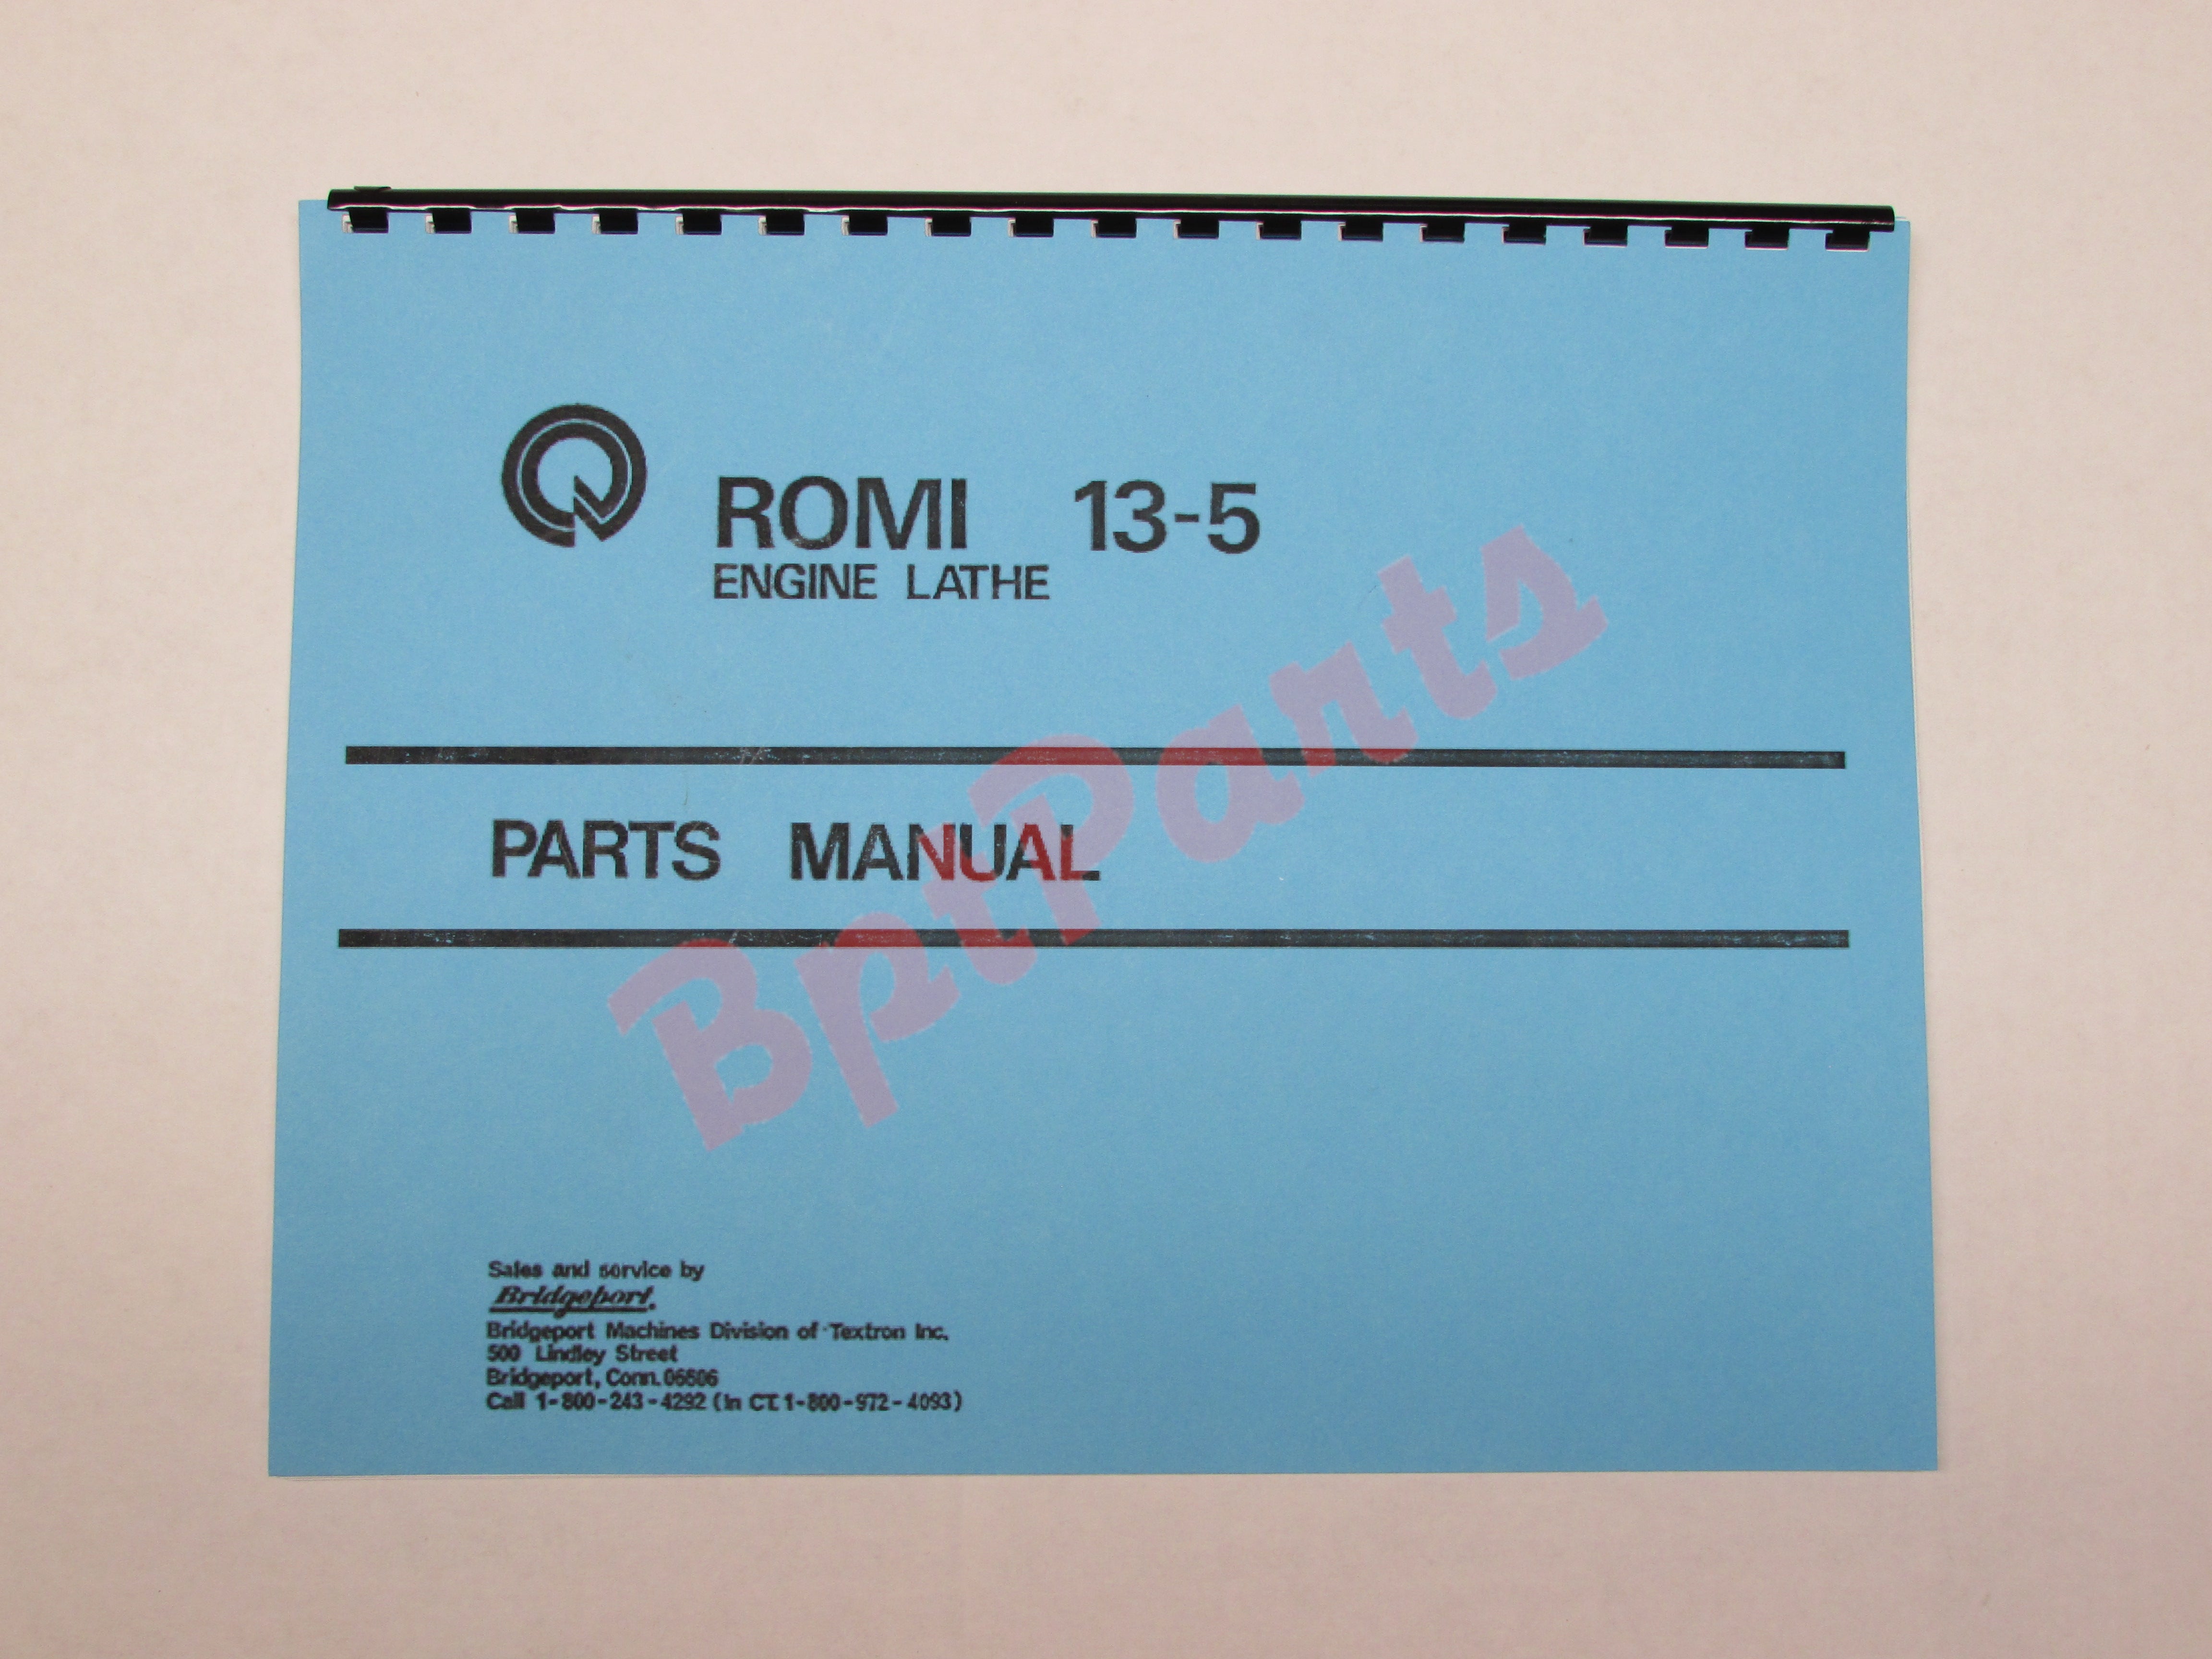 ROMI 13-5
ENGINE LATHE
PARTS MANUAL
BptParts
Sales and service by
Bridgeport.
Bridgeport Machines Division of Textron Inc.
500 Lindley Street
Bridgeport, Conn. 06606
Call 1-800-243-4292 (In CT. 1-800-972-4093)